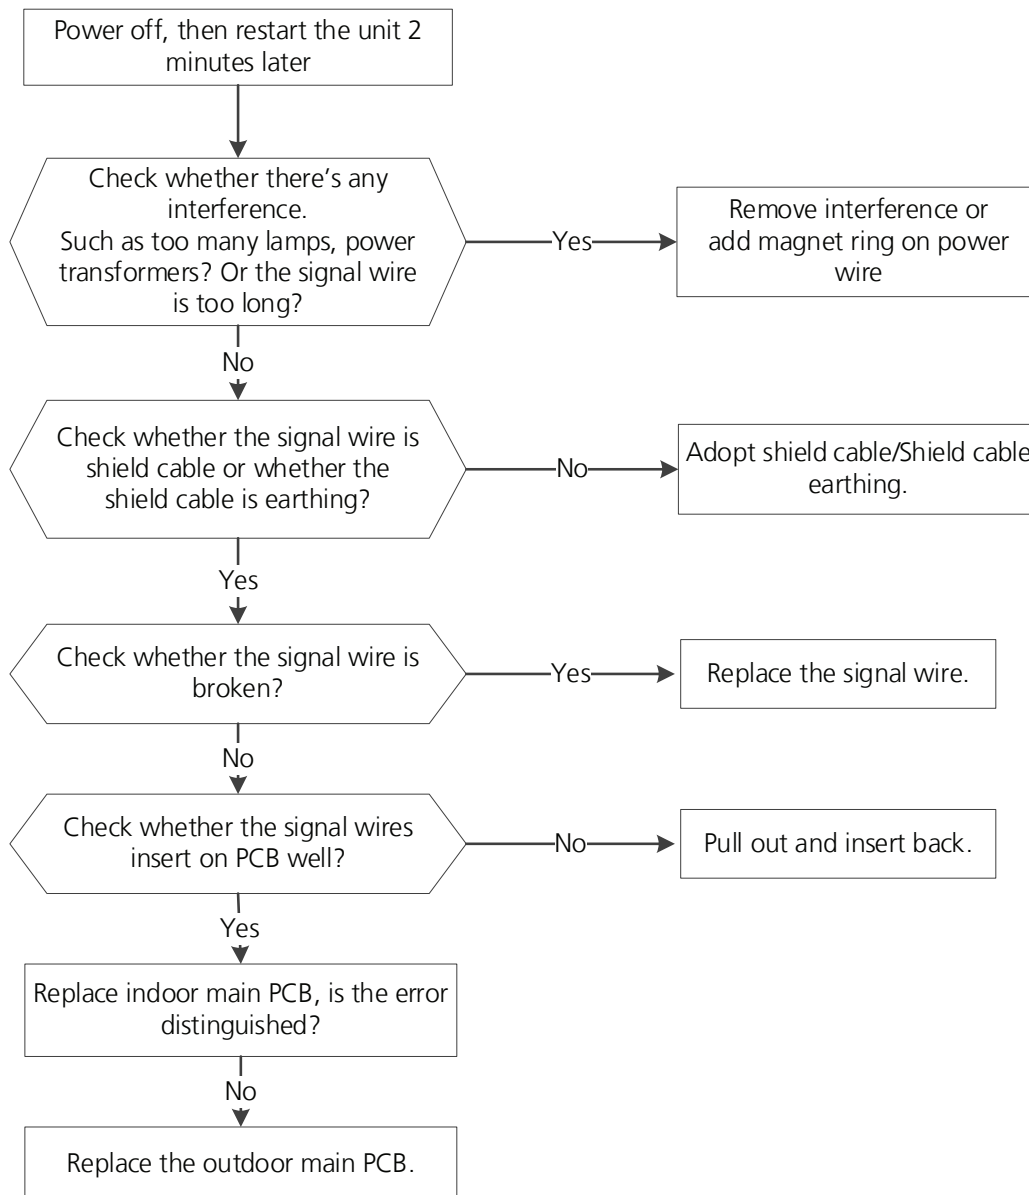 Power off, then restart the unit 2
minutes later
Check whether there's any
interference.
Such as too many lamps, power
transformers? Or the signal wire
is too long?
Yes
Remove interference or
add magnet ring on power
wire
No
Check whether the signal wire is
shield cable or whether the
shield cable is earthing?
No
Adopt shield cable/Shield cable
earthing.
Yes
Check whether the signal wire is
broken?
Yes
Replace the signal wire.
No
Check whether the signal wires
insert on PCB well?
No
Pull out and insert back.
Yes
Replace indoor main PCB, is the error
distinguished?
No
Replace the outdoor main PCB.